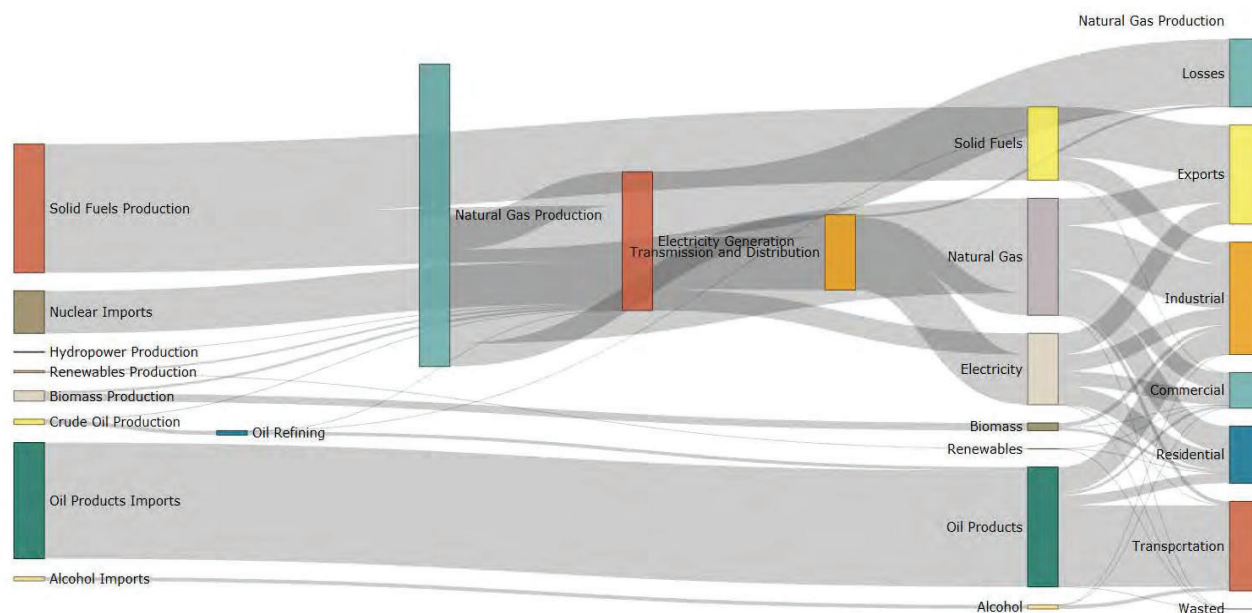 Natural Gas Production
Losses
Solid Fuels
Exports
Solid Fuels Production
Natural Gas Production
Electricity Generation
Transmission and Distribution
Natural Gas
Industrial
Nuclear Imports
Hydropower Production
Renewables Production
Biomass Production
Crude Oil Production
Oil Refining
Electricity
Commercial
Biomass
Renewables
Residential
Oil Products Imports
Oil Products
Transportation
Alcohol Imports
Alcohol
Wasted